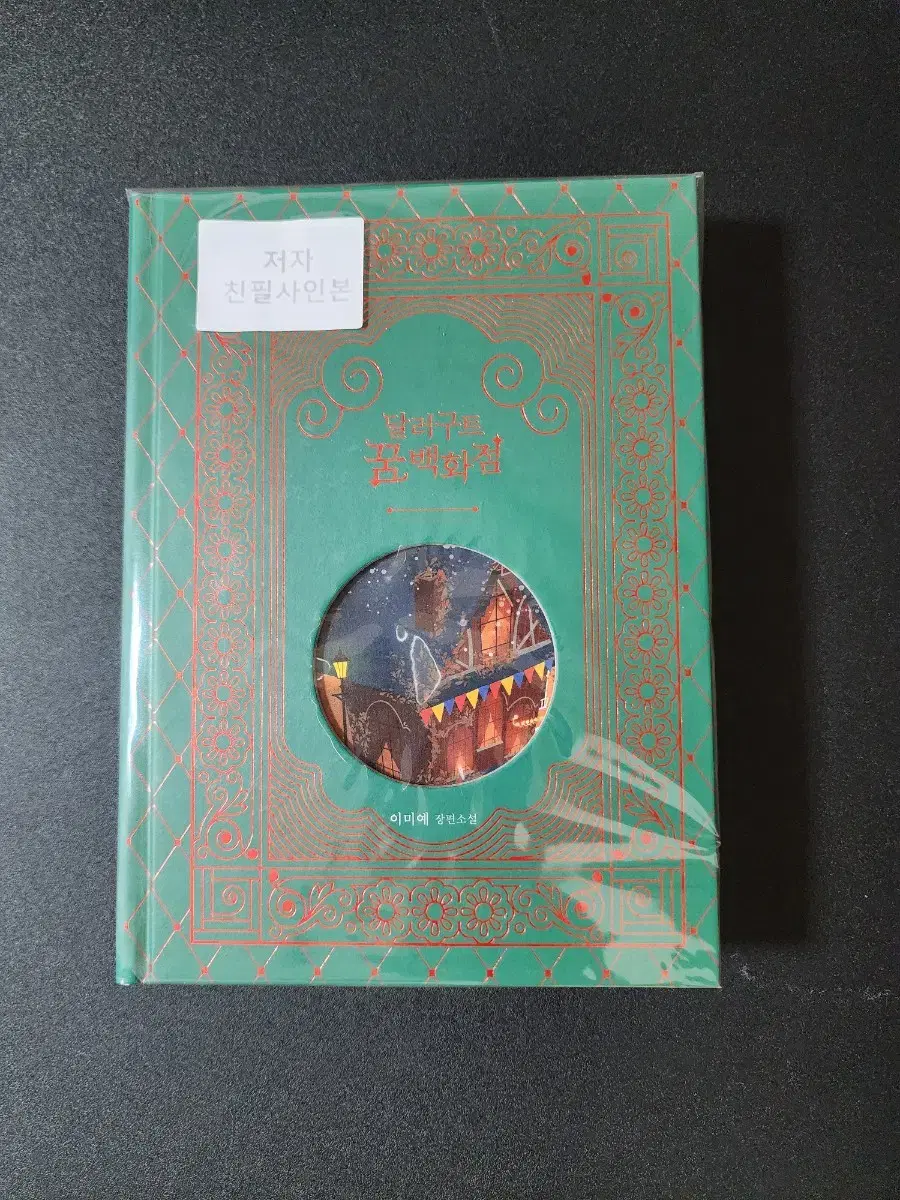 저자
친필사인본
달러구트
꿈백화점
이미예 장편소설